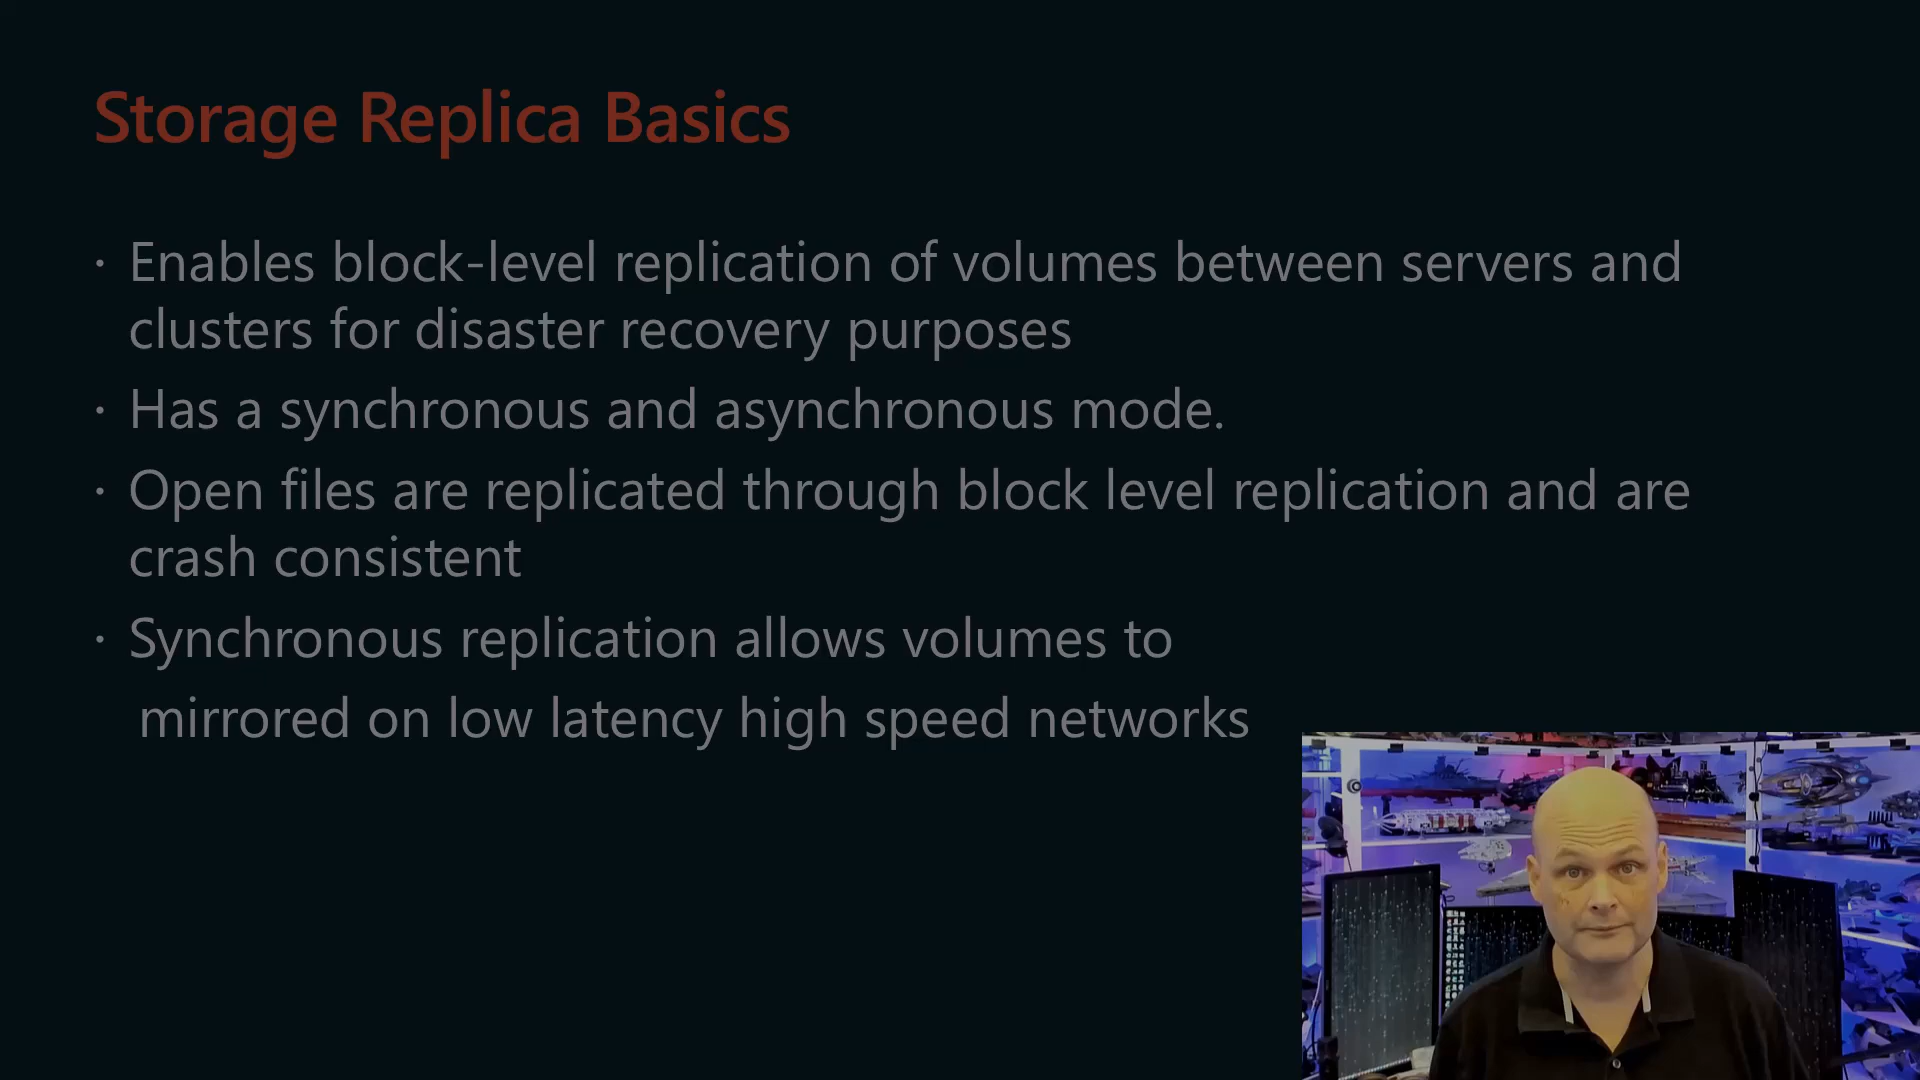 Storage Replica Basics
· Enables block-level replication of volumes between servers and
clusters for disaster recovery purposes
· Has a synchronous and asynchronous mode.
· Open files are replicated through block level replication and are
crash consistent
· Synchronous replication allows volumes to
mirrored on low latency high speed networks